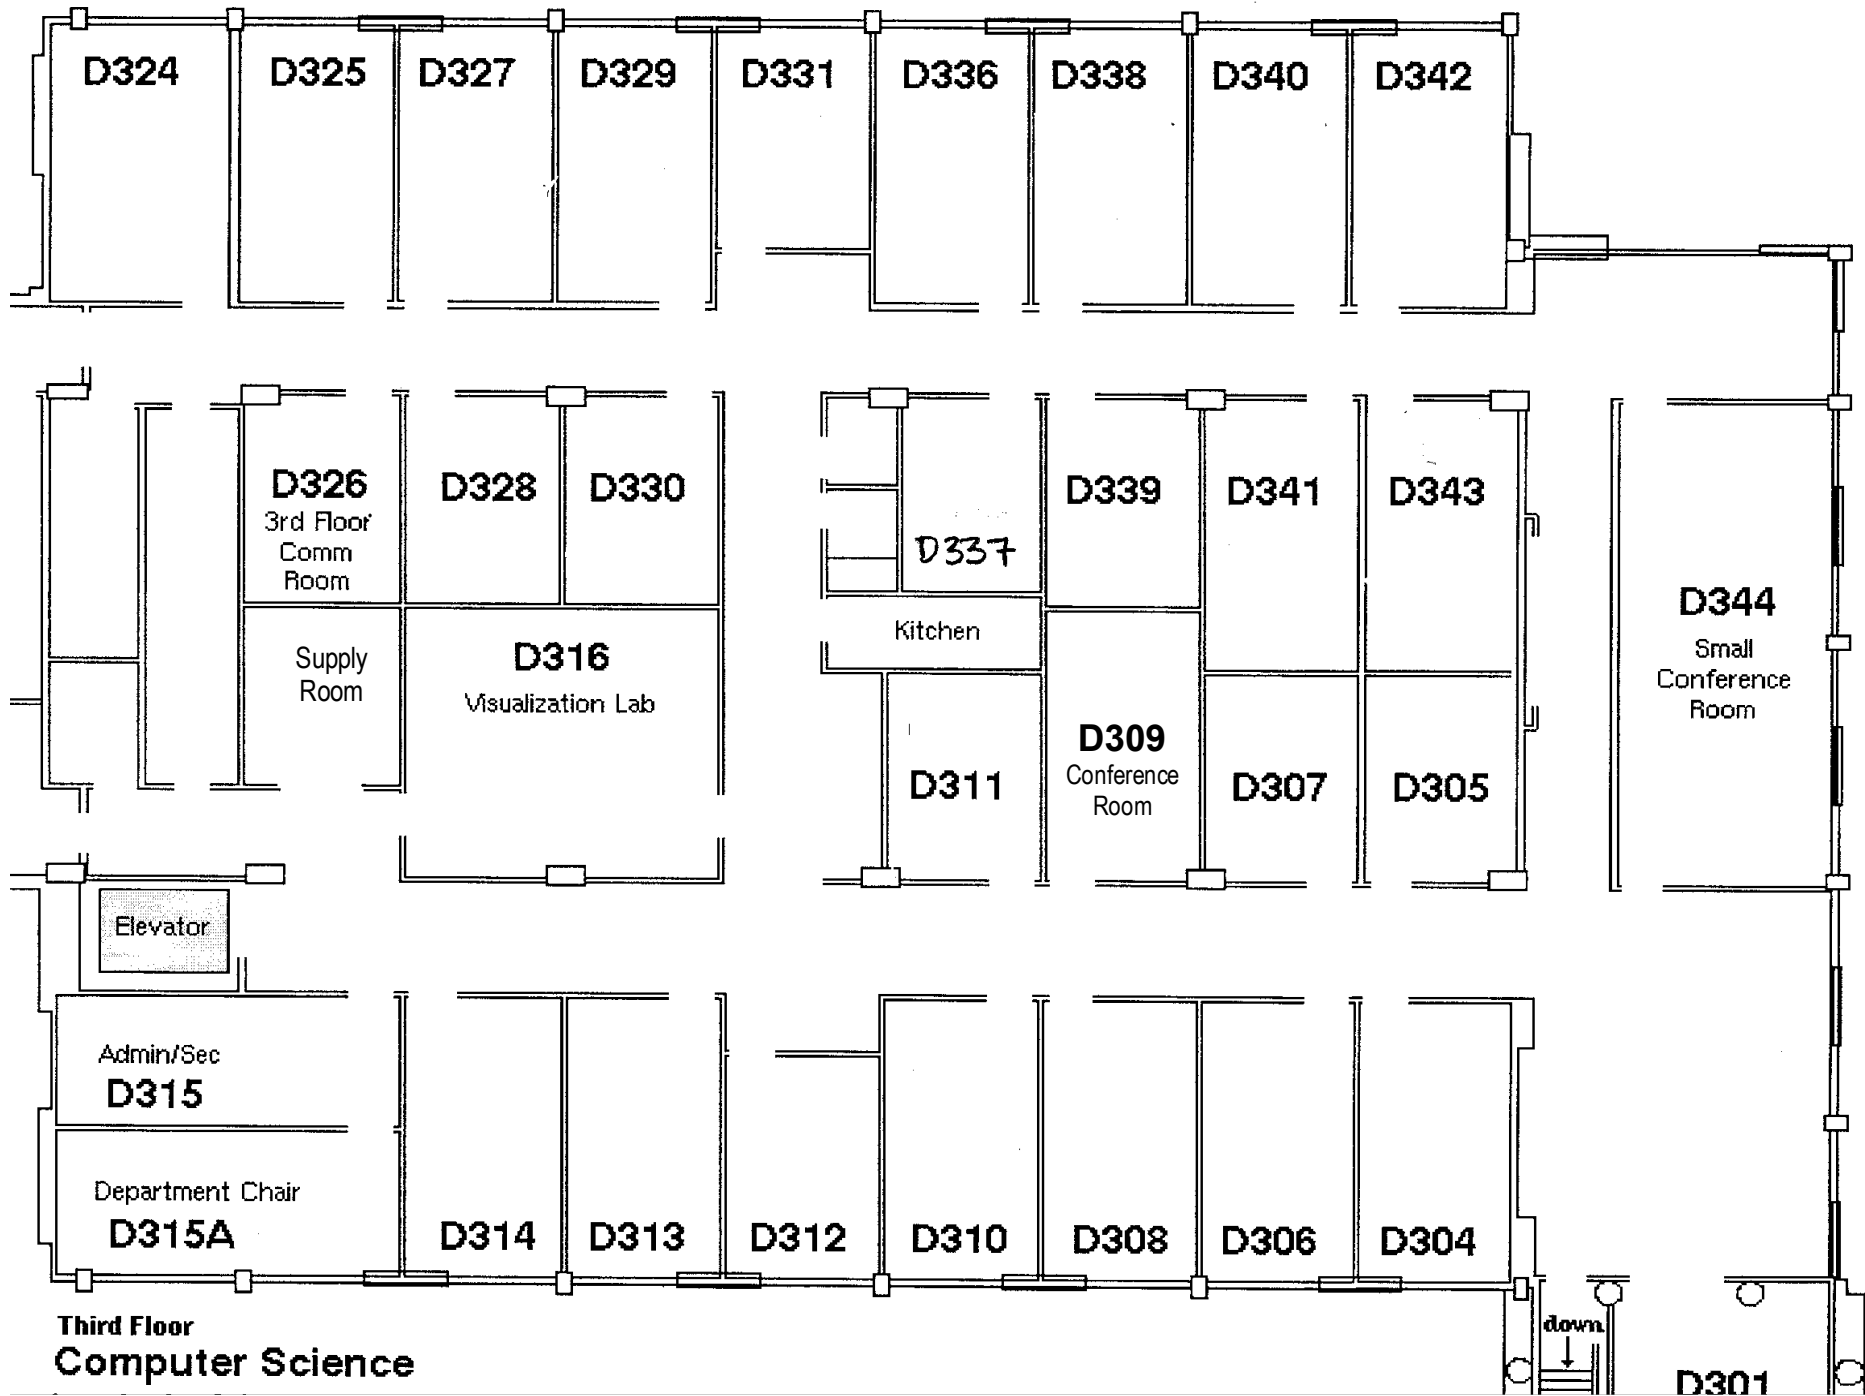 D324
D325
D327
D329
D331
D336
D338
D340
D342
D326
3rd Floor
Comm
Room
D328
D330
D337
D339
D341
D343
Kitchen
D344
Small
Conference
Room
Supply
Room
D316
Visualization Lab
D311
D309
Conference
Room
D307
D305
Elevator
Admin/Sec
D315
Department Chair
D315A
D314
D313
D312
D310
D308
D306
D304
down
D301
Third Floor
Computer Science